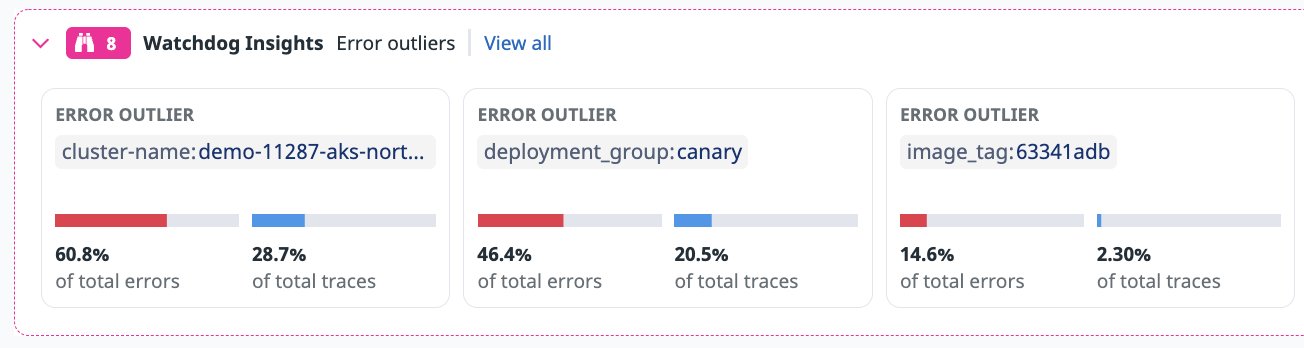 8 Watchdog Insights Error outliers View all
ERROR OUTLIER
cluster-name:demo-11287-aks-nort...
60.8% 28.7%
of total errors of total traces
ERROR OUTLIER
deployment_group:canary
46.4% 20.5%
of total errors of total traces
ERROR OUTLIER
image_tag:63341adb
14.6% 2.30%
of total errors of total traces